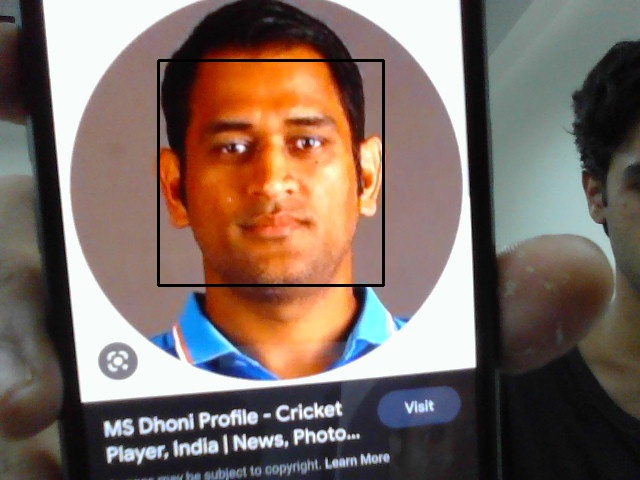 MS Dhoni Profile - Cricket
Player, India | News, Photo...
Visit
may be subject to copyright. Learn More